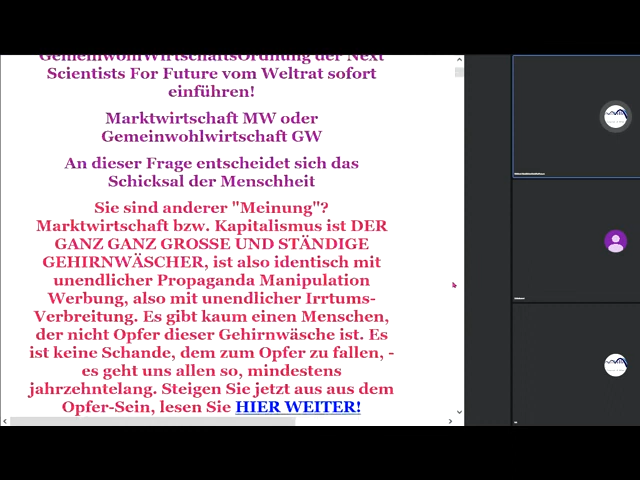 GemeinwohlWirtschaftsOrdnung der Next
Scientists For Future vom Weltrat sofort
einführen!
Marktwirtschaft MW oder
Gemeinwohlwirtschaft GW
An dieser Frage entscheidet sich das
Schicksal der Menschheit
Sie sind anderer "Meinung"?
Marktwirtschaft bzw. Kapitalismus ist DER
GANZ GANZ GROSSE UND STÄNDIGE
GEHIRNWÄSCHER, ist also identisch mit
unendlicher Propaganda Manipulation
Werbung, also mit unendlicher Irrtums-
Verbreitung. Es gibt kaum einen Menschen,
der nicht Opfer dieser Gehirnwäsche ist. Es
ist keine Schande, dem zum Opfer zu fallen, -
es geht uns allen so, mindestens
jahrzehntelang. Steigen Sie jetzt aus aus dem
Opfer-Sein, lesen Sie HIER WEITER!